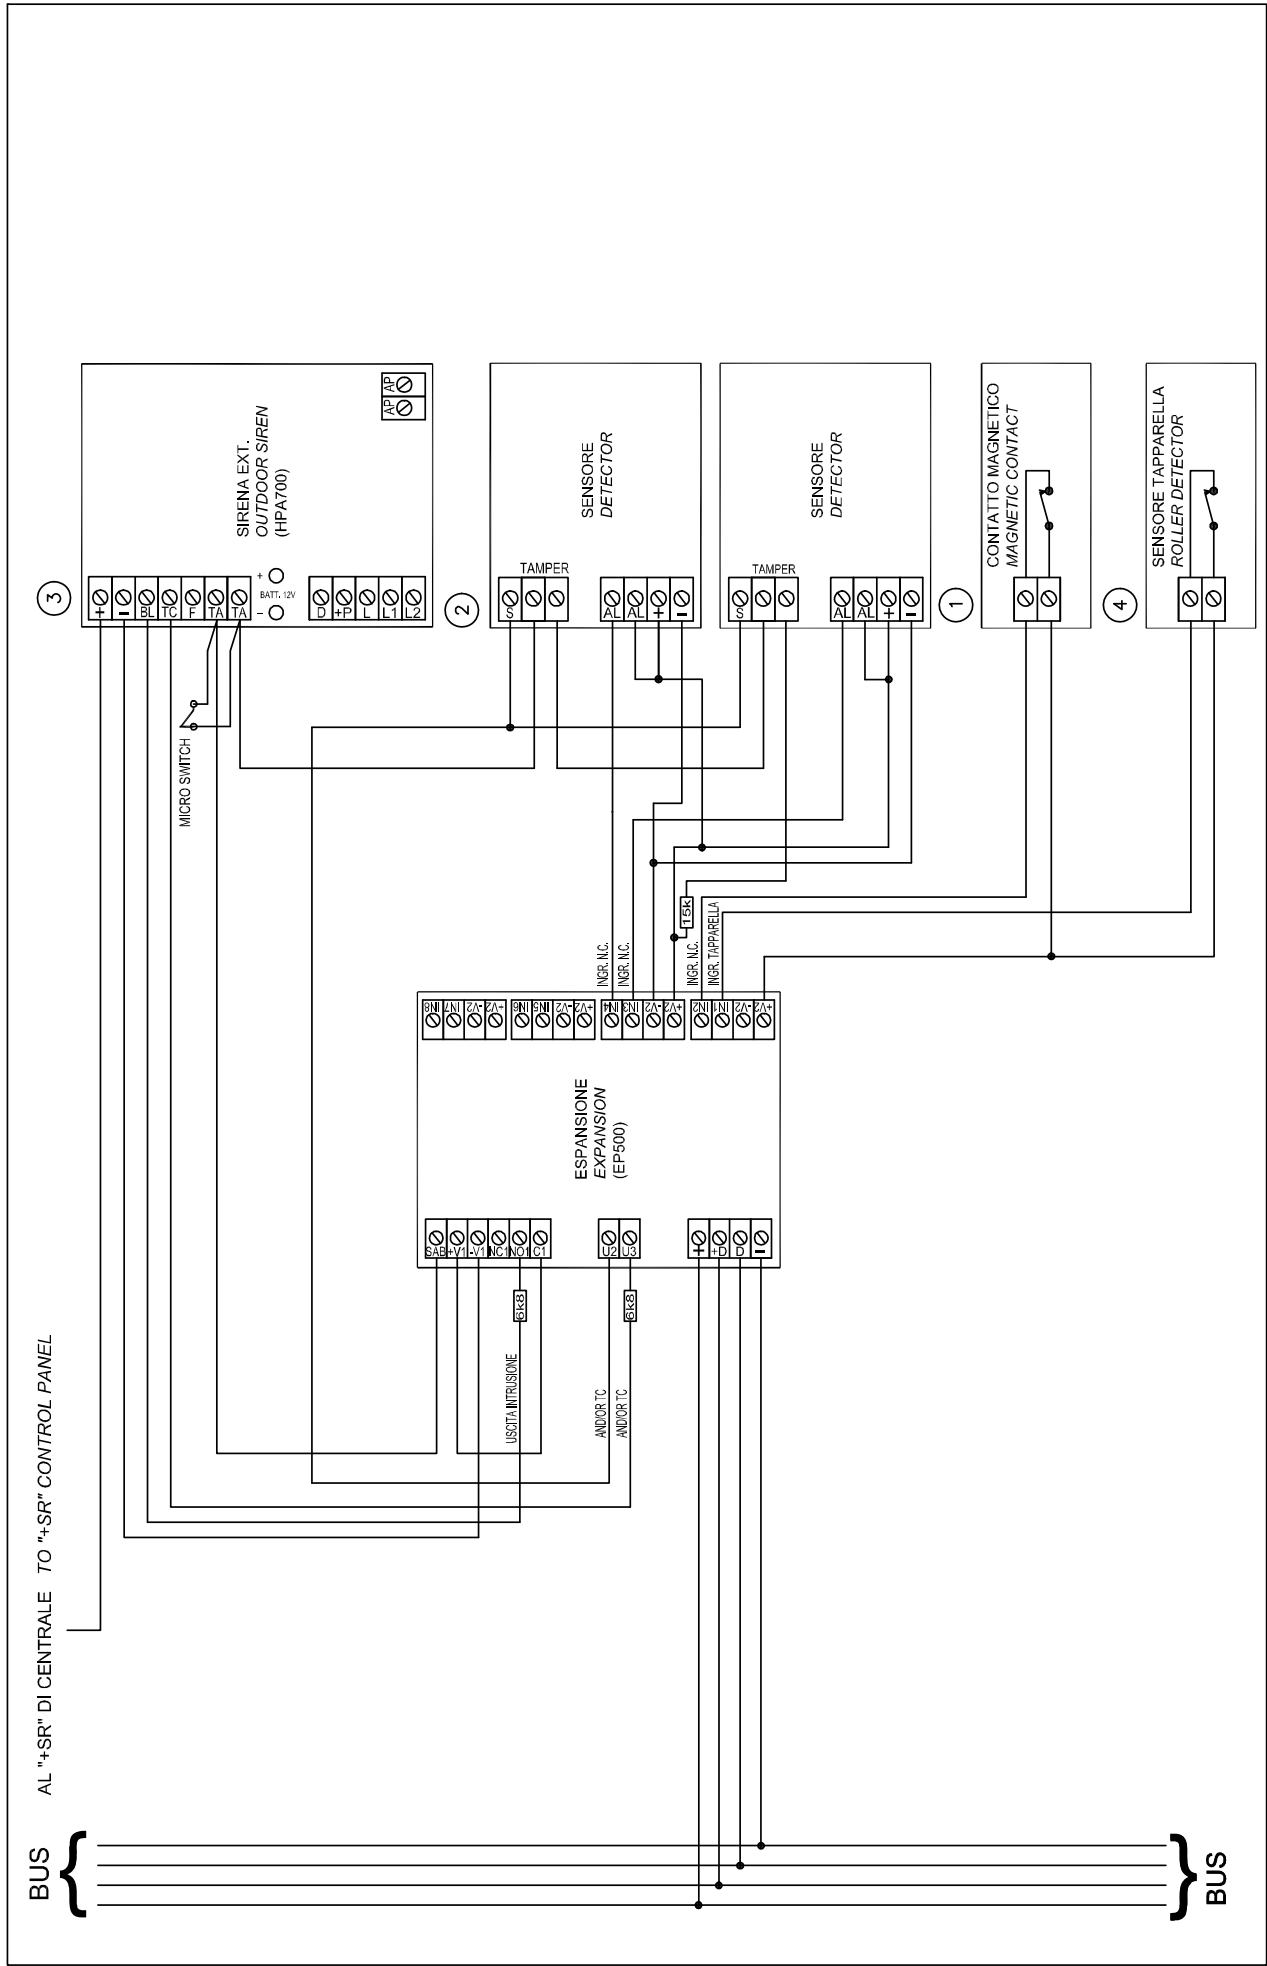 3
SIRENA EXT.
OUTDOOR SIREN
(HPA700)
AP
AP
+
-
BL
TC
F
TA
TA
+
BATT. 12V
-
D
+P
L
L1
L2
MICRO SWITCH
2
SENSORE
DETECTOR
TAMPER
S
AL
AL
+
-
SENSORE
DETECTOR
TAMPER
S
AL
AL
+
-
1
CONTATTO MAGNETICO
MAGNETIC CONTACT
4
SENSORE TAPPARELLA
ROLLER DETECTOR
INGR. N.C.
INGR. N.C.
15k
INGR. N.C.
INGR. TAPPARELLA
IN8
IN7
-V2
+V2
IN6
IN5
-V2
+V2
IN4
IN3
-V2
+V2
IN2
IN1
-V2
+V2
ESPANSIONE
EXPANSION
(EP500)
SAB
+V1
-V1
NC1
NO1
C1
U2
U3
+
+D
D
-
6k8
6k8
USCITA INTRUSIONE
AND/OR TC
AND/OR TC
AL "+SR" DI CENTRALE TO "+SR" CONTROL PANEL
BUS
BUS